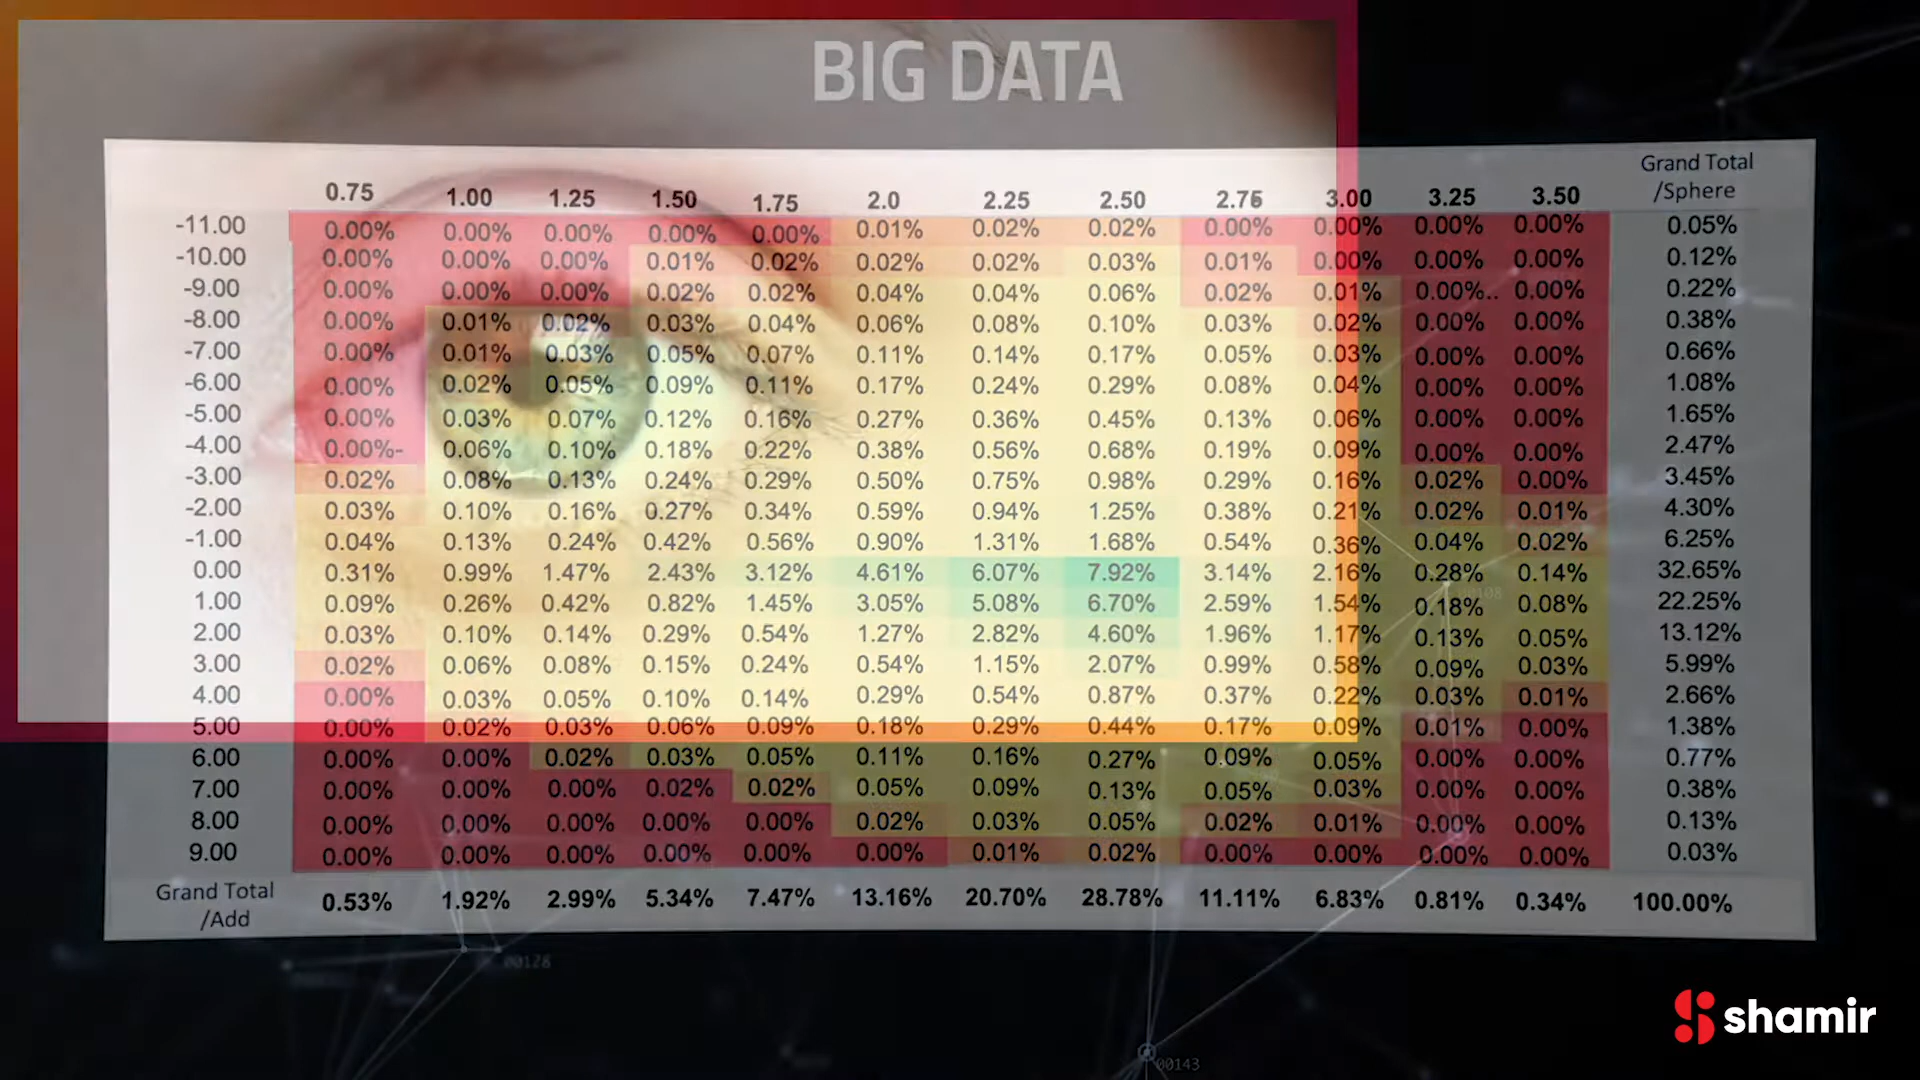 BIG DATA
0.75 1.00 1.25 1.50 1.75 2.0 2.25 2.50 2.75 3.00 3.25 3.50 Grand Total /Sphere
-11.00 0.00% 0.00% 0.00% 0.00% 0.00% 0.01% 0.02% 0.02% 0.00% 0.00% 0.00% 0.00% 0.05%
-10.00 0.00% 0.00% 0.00% 0.01% 0.02% 0.02% 0.02% 0.03% 0.01% 0.00% 0.00% 0.00% 0.12%
-9.00 0.00% 0.00% 0.00% 0.02% 0.02% 0.04% 0.04% 0.06% 0.02% 0.01% 0.00%.. 0.00% 0.22%
-8.00 0.00% 0.01% 0.02% 0.03% 0.04% 0.06% 0.08% 0.10% 0.03% 0.02% 0.00% 0.00% 0.38%
-7.00 0.00% 0.01% 0.03% 0.05% 0.07% 0.11% 0.14% 0.17% 0.05% 0.03% 0.00% 0.00% 0.66%
-6.00 0.00% 0.02% 0.05% 0.09% 0.11% 0.17% 0.24% 0.29% 0.08% 0.04% 0.00% 0.00% 1.08%
-5.00 0.00% 0.03% 0.07% 0.12% 0.16% 0.27% 0.36% 0.45% 0.13% 0.06% 0.00% 0.00% 1.65%
-4.00 0.00%- 0.06% 0.10% 0.18% 0.22% 0.38% 0.56% 0.68% 0.19% 0.09% 0.00% 0.00% 2.47%
-3.00 0.02% 0.08% 0.13% 0.24% 0.29% 0.50% 0.75% 0.98% 0.29% 0.16% 0.02% 0.00% 3.45%
-2.00 0.03% 0.10% 0.16% 0.27% 0.34% 0.59% 0.94% 1.25% 0.38% 0.21% 0.02% 0.01% 4.30%
-1.00 0.04% 0.13% 0.24% 0.42% 0.56% 0.90% 1.31% 1.68% 0.54% 0.36% 0.04% 0.02% 6.25%
0.00 0.31% 0.99% 1.47% 2.43% 3.12% 4.61% 6.07% 7.92% 3.14% 2.16% 0.28% 0.14% 32.65%
1.00 0.09% 0.26% 0.42% 0.82% 1.45% 3.05% 5.08% 6.70% 2.59% 1.54% 0.18% 0.08% 22.25%
2.00 0.03% 0.10% 0.14% 0.29% 0.54% 1.27% 2.82% 4.60% 1.96% 1.17% 0.13% 0.05% 13.12%
3.00 0.02% 0.06% 0.08% 0.15% 0.24% 0.54% 1.15% 2.07% 0.99% 0.58% 0.09% 0.03% 5.99%
4.00 0.00% 0.03% 0.05% 0.10% 0.14% 0.29% 0.54% 0.87% 0.37% 0.22% 0.03% 0.01% 2.66%
5.00 0.00% 0.02% 0.03% 0.06% 0.09% 0.18% 0.29% 0.44% 0.17% 0.09% 0.01% 0.00% 1.38%
6.00 0.00% 0.00% 0.02% 0.03% 0.05% 0.11% 0.16% 0.27% 0.09% 0.05% 0.00% 0.00% 0.77%
7.00 0.00% 0.00% 0.00% 0.02% 0.02% 0.05% 0.09% 0.13% 0.05% 0.03% 0.00% 0.00% 0.38%
8.00 0.00% 0.00% 0.00% 0.00% 0.00% 0.02% 0.03% 0.05% 0.02% 0.01% 0.00% 0.00% 0.13%
9.00 0.00% 0.00% 0.00% 0.00% 0.00% 0.00% 0.01% 0.02% 0.00% 0.00% 0.00% 0.00% 0.03%
Grand Total /Add 0.53% 1.92% 2.99% 5.34% 7.47% 13.16% 20.70% 28.78% 11.11% 6.83% 0.81% 0.34% 100.00%
00128
00143
shamir